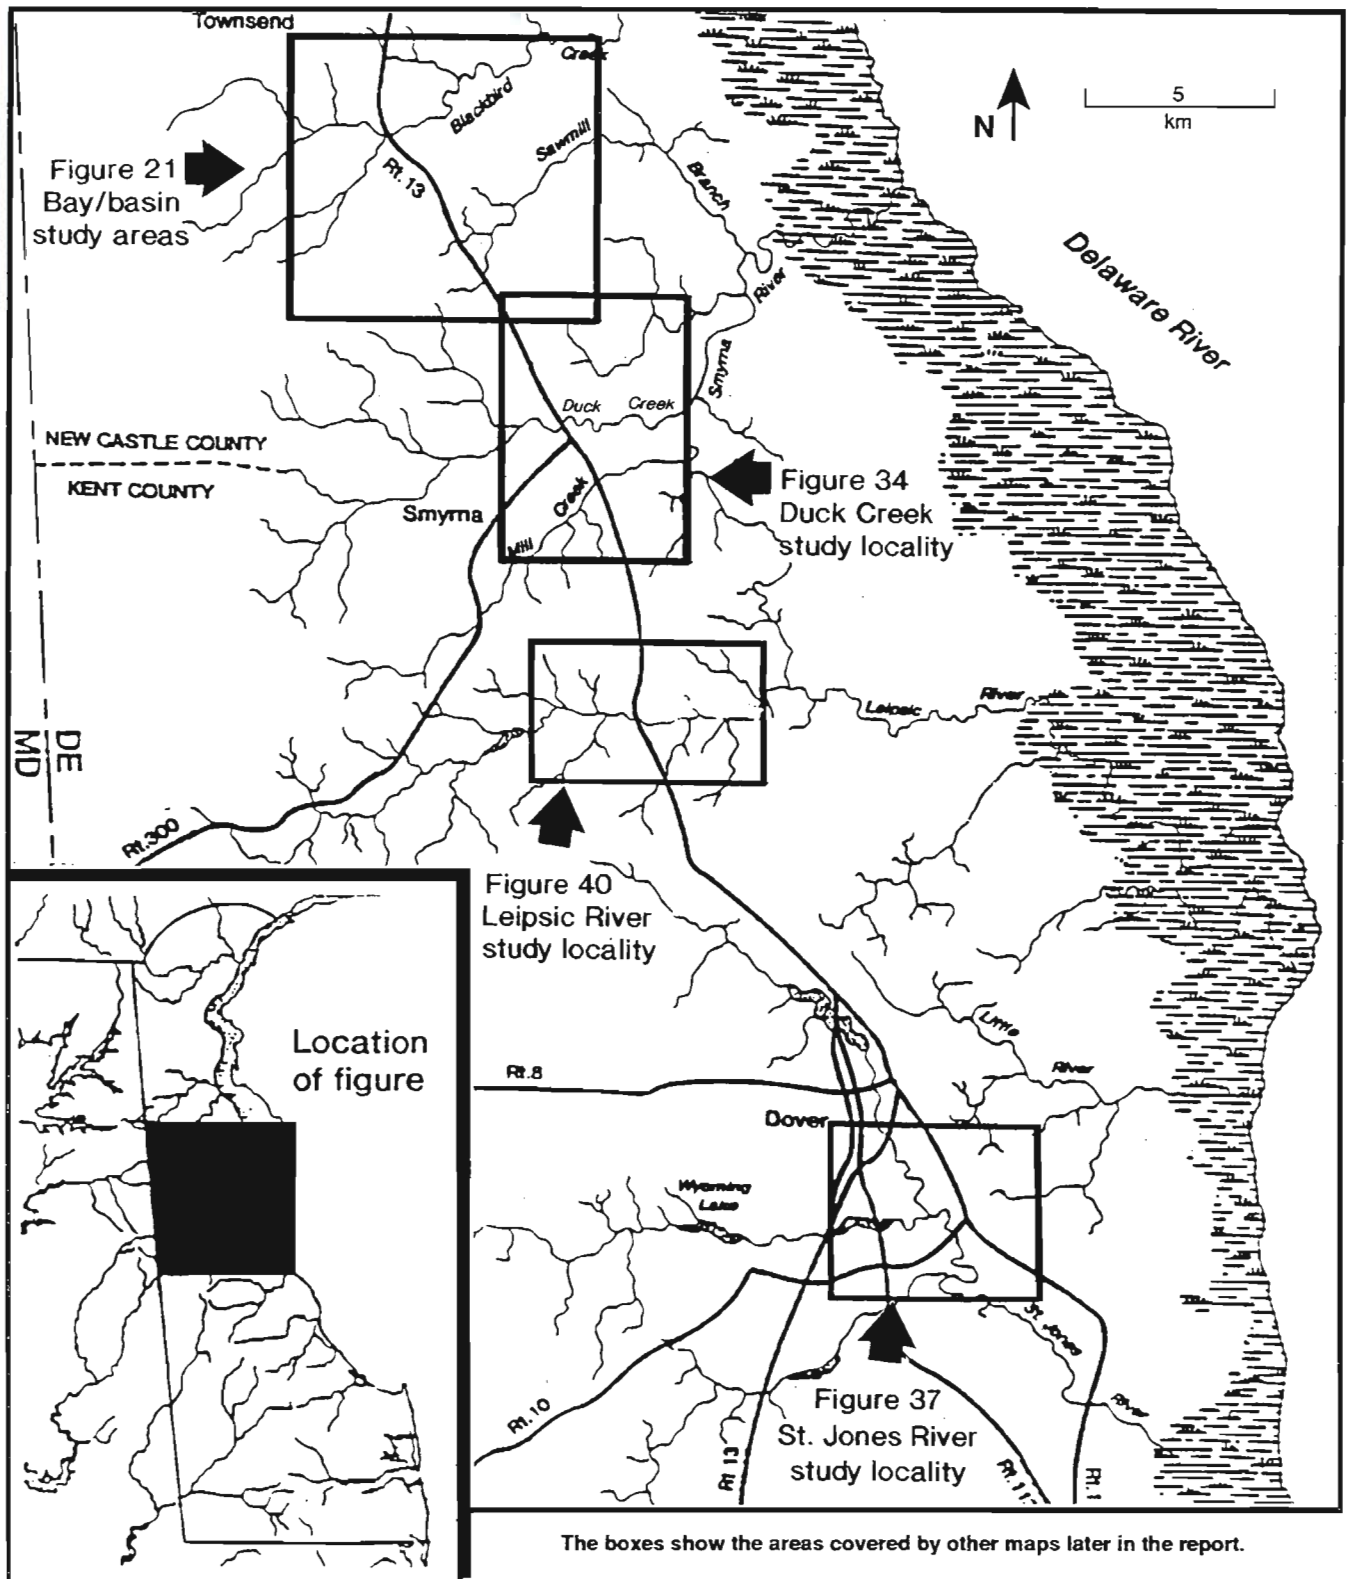 Townsend
Creek
Blackbird
Sawmill
Branch
N
5
km
Figure 21
Bay/basin
study areas
Rt. 13
Delaware River
River
Smyrna
Duck Creek
NEW CASTLE COUNTY
KENT COUNTY
Smyrna
Creek
Mill
Figure 34
Duck Creek
study locality
Leipsic River
DE
MD
Rt.300
Figure 40
Leipsic River
study locality
Location
of figure
Little
River
Rt.8
Dover
Wyoming
Lake
St. Jones
River
Rt.10
Rt 13
Figure 37
St. Jones River
study locality
Rt.11
Rt.1
The boxes show the areas covered by other maps later in the report.